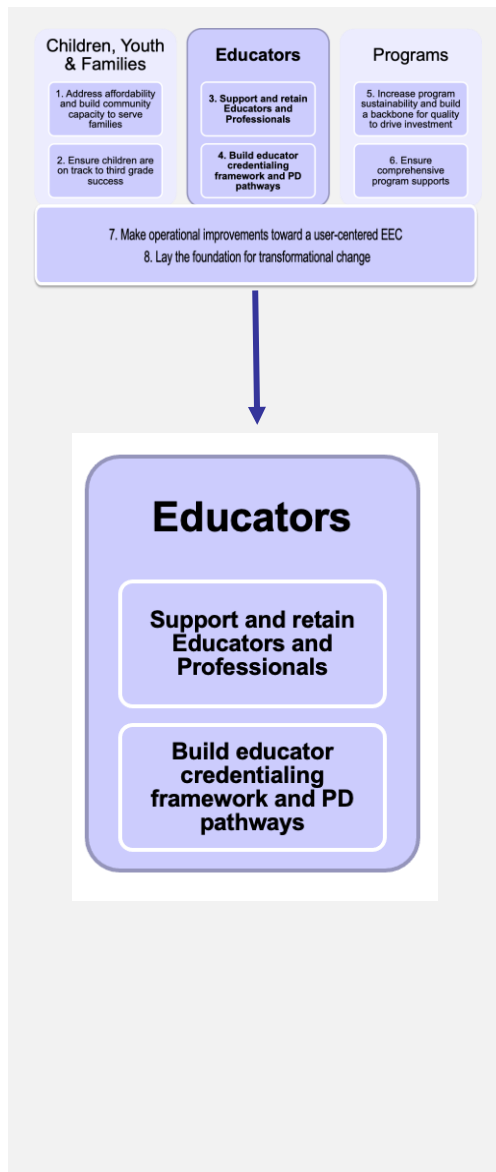 Children, Youth
& Families
1. Address affordability
and build community
capacity to serve
families
2. Ensure children are
on track to third grade
success
Educators
3. Support and retain
Educators and
Professionals
4. Build educator
credentialing
framework and PD
pathways
Programs
5. Increase program
sustainability and build
a backbone for quality
to drive investment
6. Ensure
comprehensive
program supports
7. Make operational improvements toward a user-centered EEC
8. Lay the foundation for transformational change
Educators
Support and retain
Educators and
Professionals
Build educator
credentialing
framework and PD
pathways